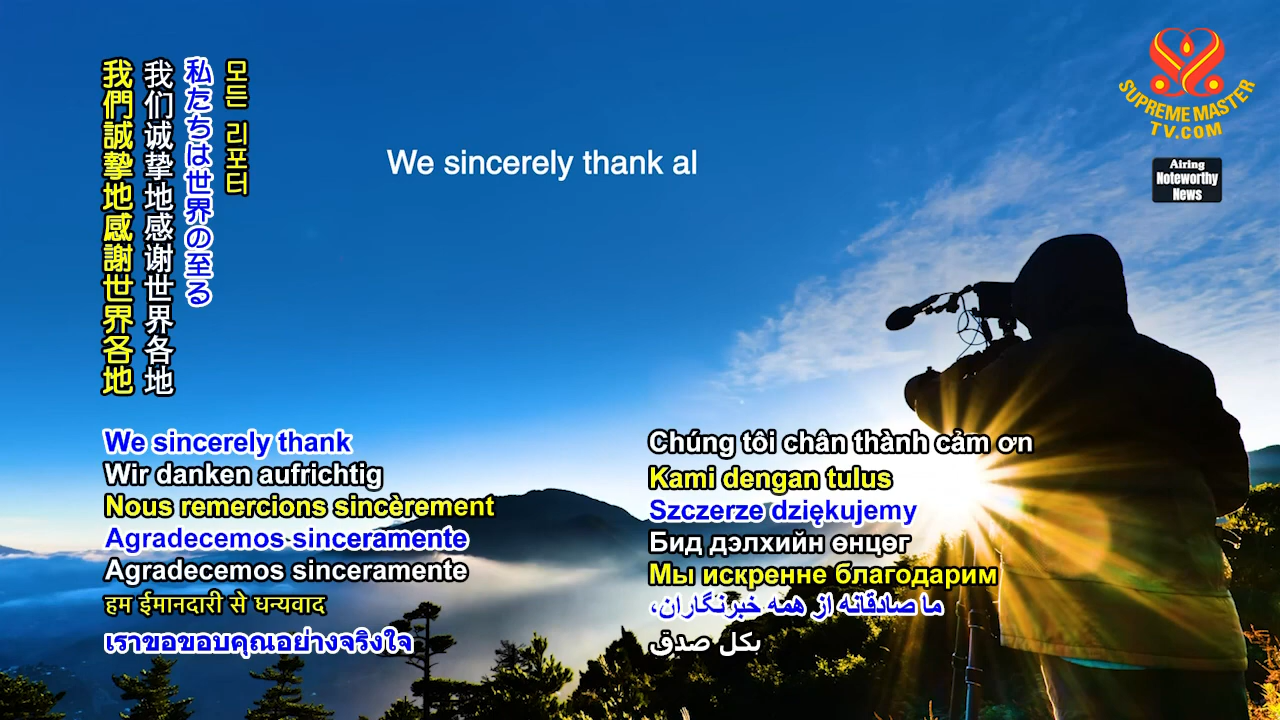 我們誠摯地感謝世界各地
我们诚挚地感谢世界各地
私たちは世界の至る
모든 리포터
We sincerely thank al
SUPREME MASTER
TV.COM
Airing
Noteworthy
News
We sincerely thank
Wir danken aufrichtig
Nous remercions sincèrement
Agradecemos sinceramente
Agradecemos sinceramente
हम ईमानदारी से धन्यवाद
เราขอขอบคุณอย่างจริงใจ
Chúng tôi chân thành cảm ơn
Kami dengan tulus
Szczerze dziękujemy
Бид дэлхийн өнцөг
Мы искренне благодарим
ما صادقانه از همه خبرنگاران،
بكل صدق